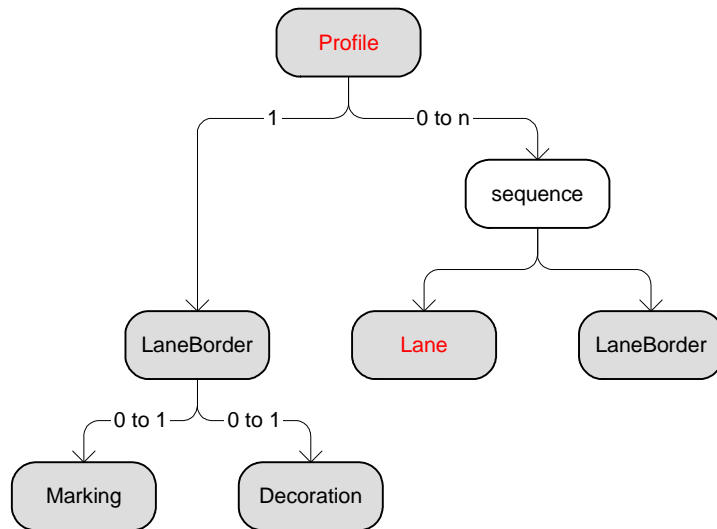 Profile
1
0 to n
sequence
LaneBorder
Lane
LaneBorder
0 to 1
0 to 1
Marking
Decoration